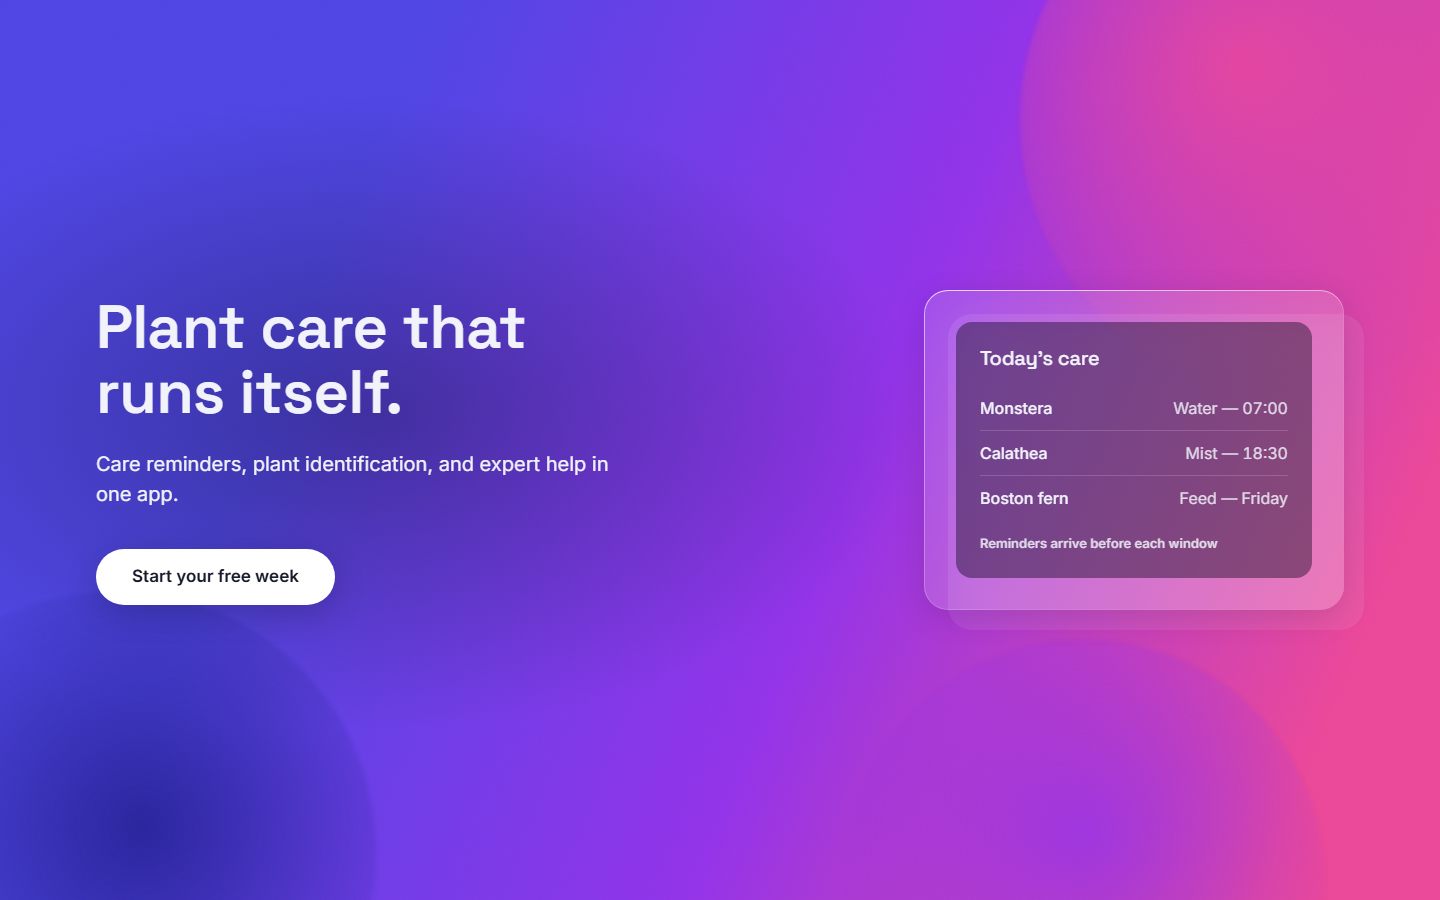 Plant care that
runs itself.
Care reminders, plant identification, and expert help in
one app.
Start your free week
Today’s care
Monstera Water — 07:00
Calathea Mist — 18:30
Boston fern Feed — Friday
Reminders arrive before each window